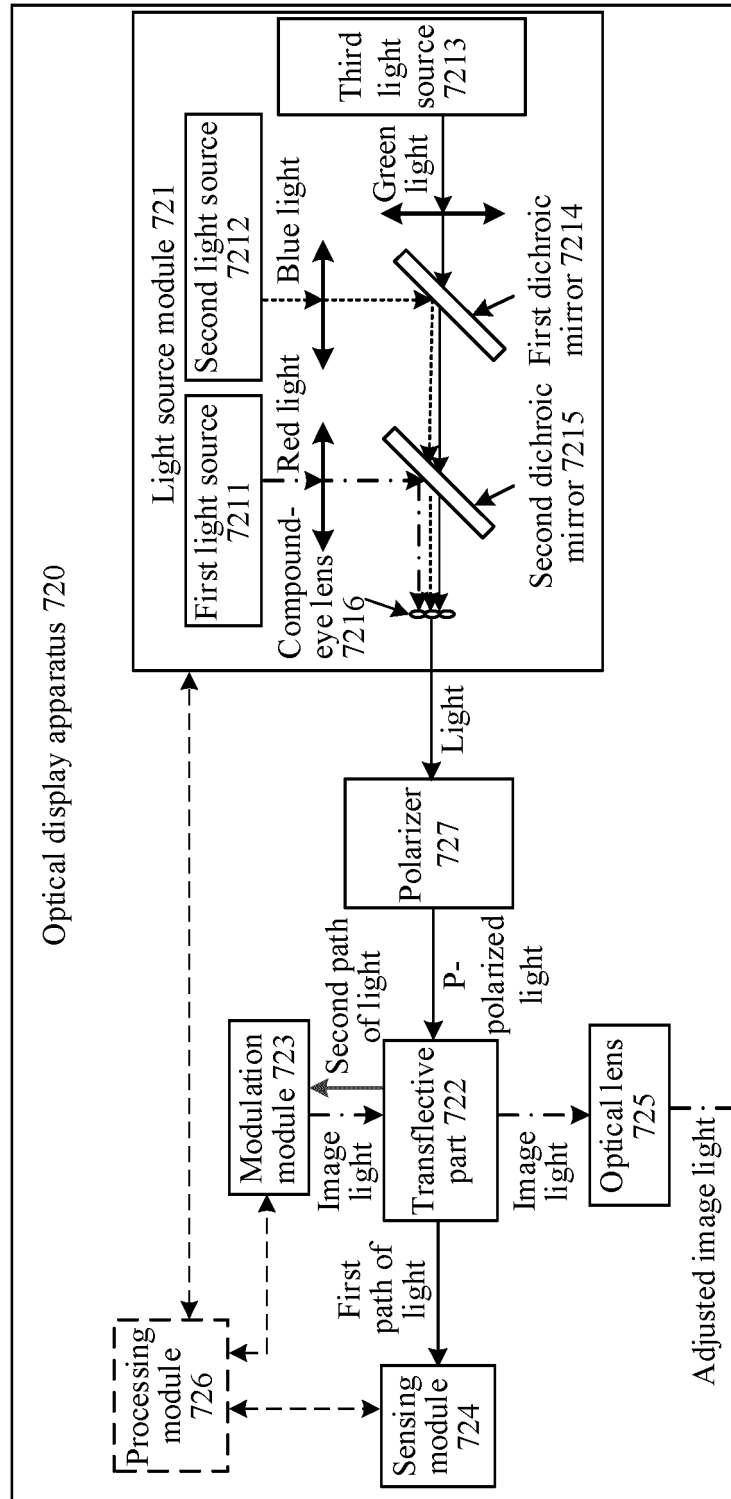 Optical display apparatus 720
Light source module 721
Third
light
source
7213
Second light source
7212
First light source
7211
Green
light
Blue light
Red light
Compound-
eye lens
7216
First dichroic
mirror 7214
Second dichroic
mirror 7215
Light
Polarizer
727
P-
polarized
light
Second path
of light
Modulation
module 723
Image
light
Transflective
part 722
Image
light
Optical lens
725
Adjusted image light
First
path of
light
Processing
module
726
Sensing
module
724